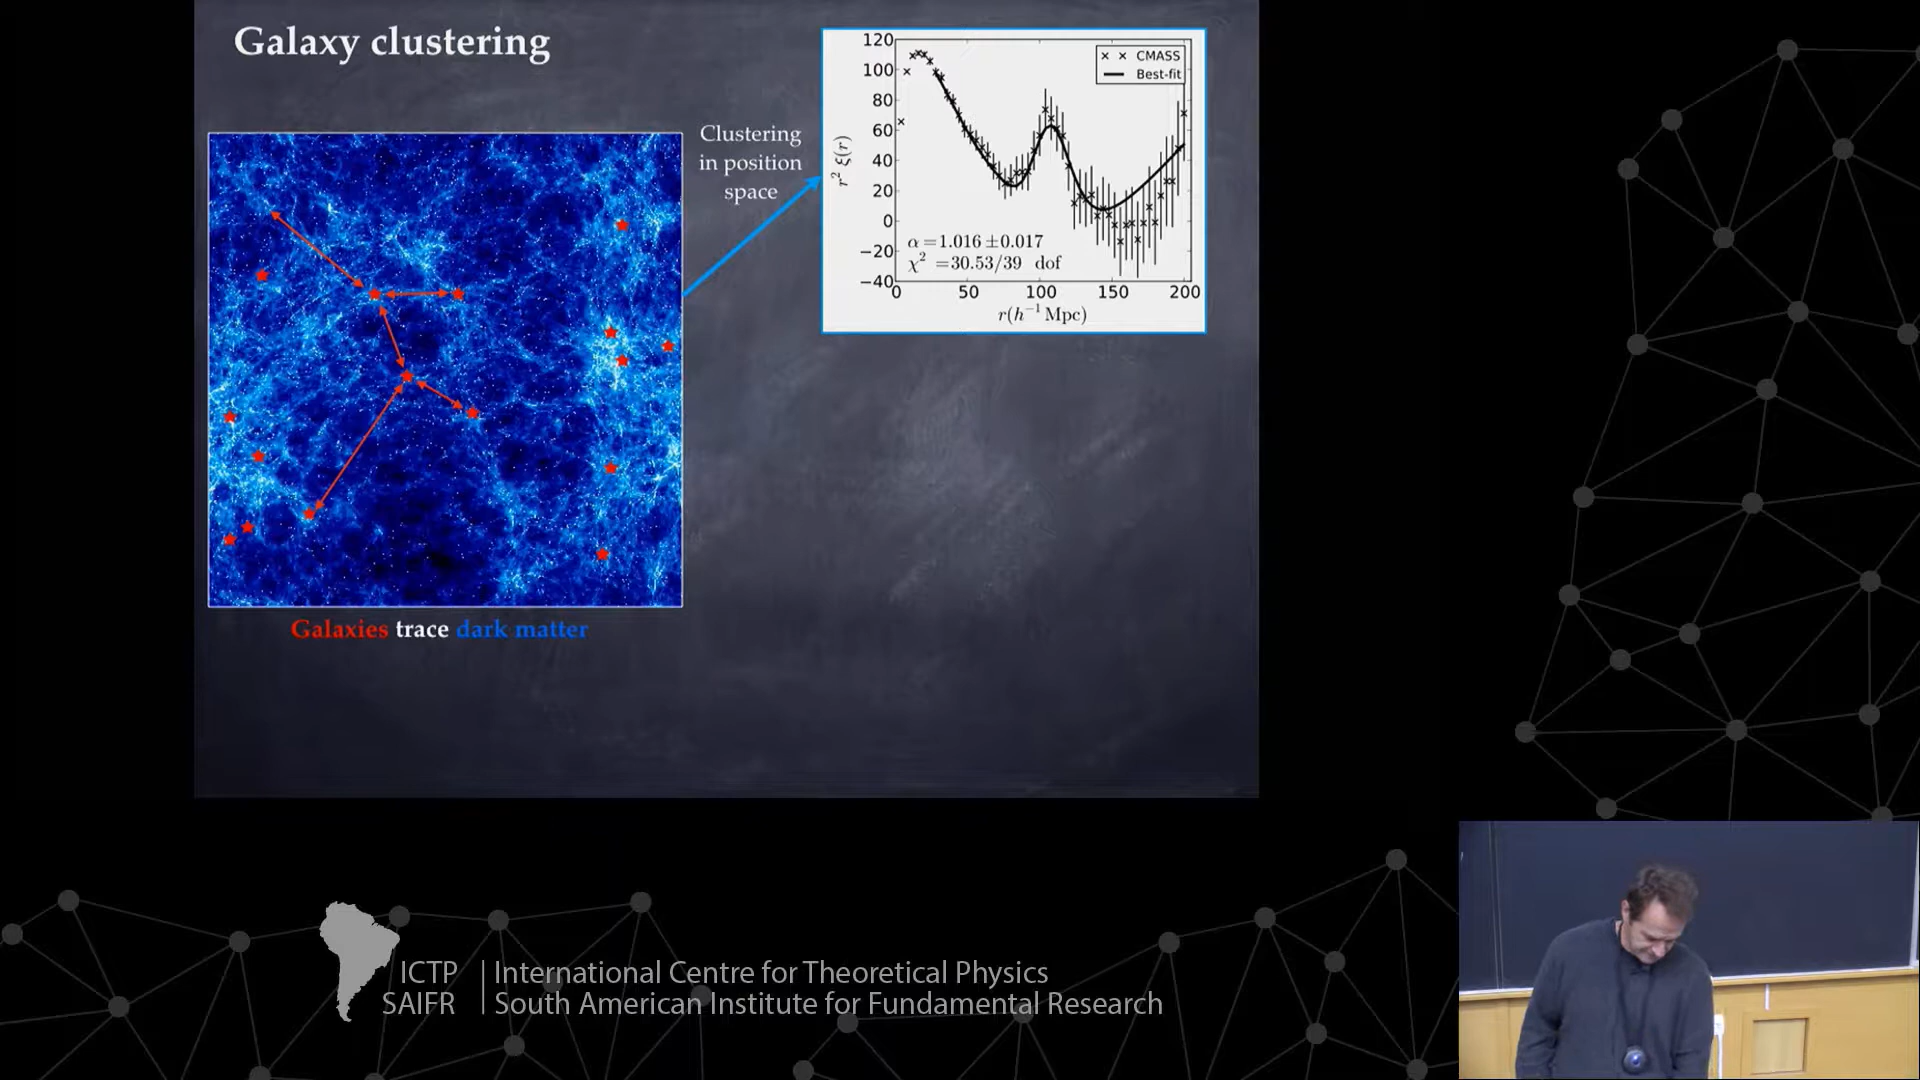 Galaxy clustering
Clustering
in position
space
120
100
80
60
40
20
0
−20
−40
r² ξ(r)
CMASS
Best-fit
α=1.016±0.017
χ² =30.53/39 dof
0 50 100 150 200
r(h⁻¹ Mpc)
Galaxies trace dark matter
ICTP
SAIFR
International Centre for Theoretical Physics
South American Institute for Fundamental Research